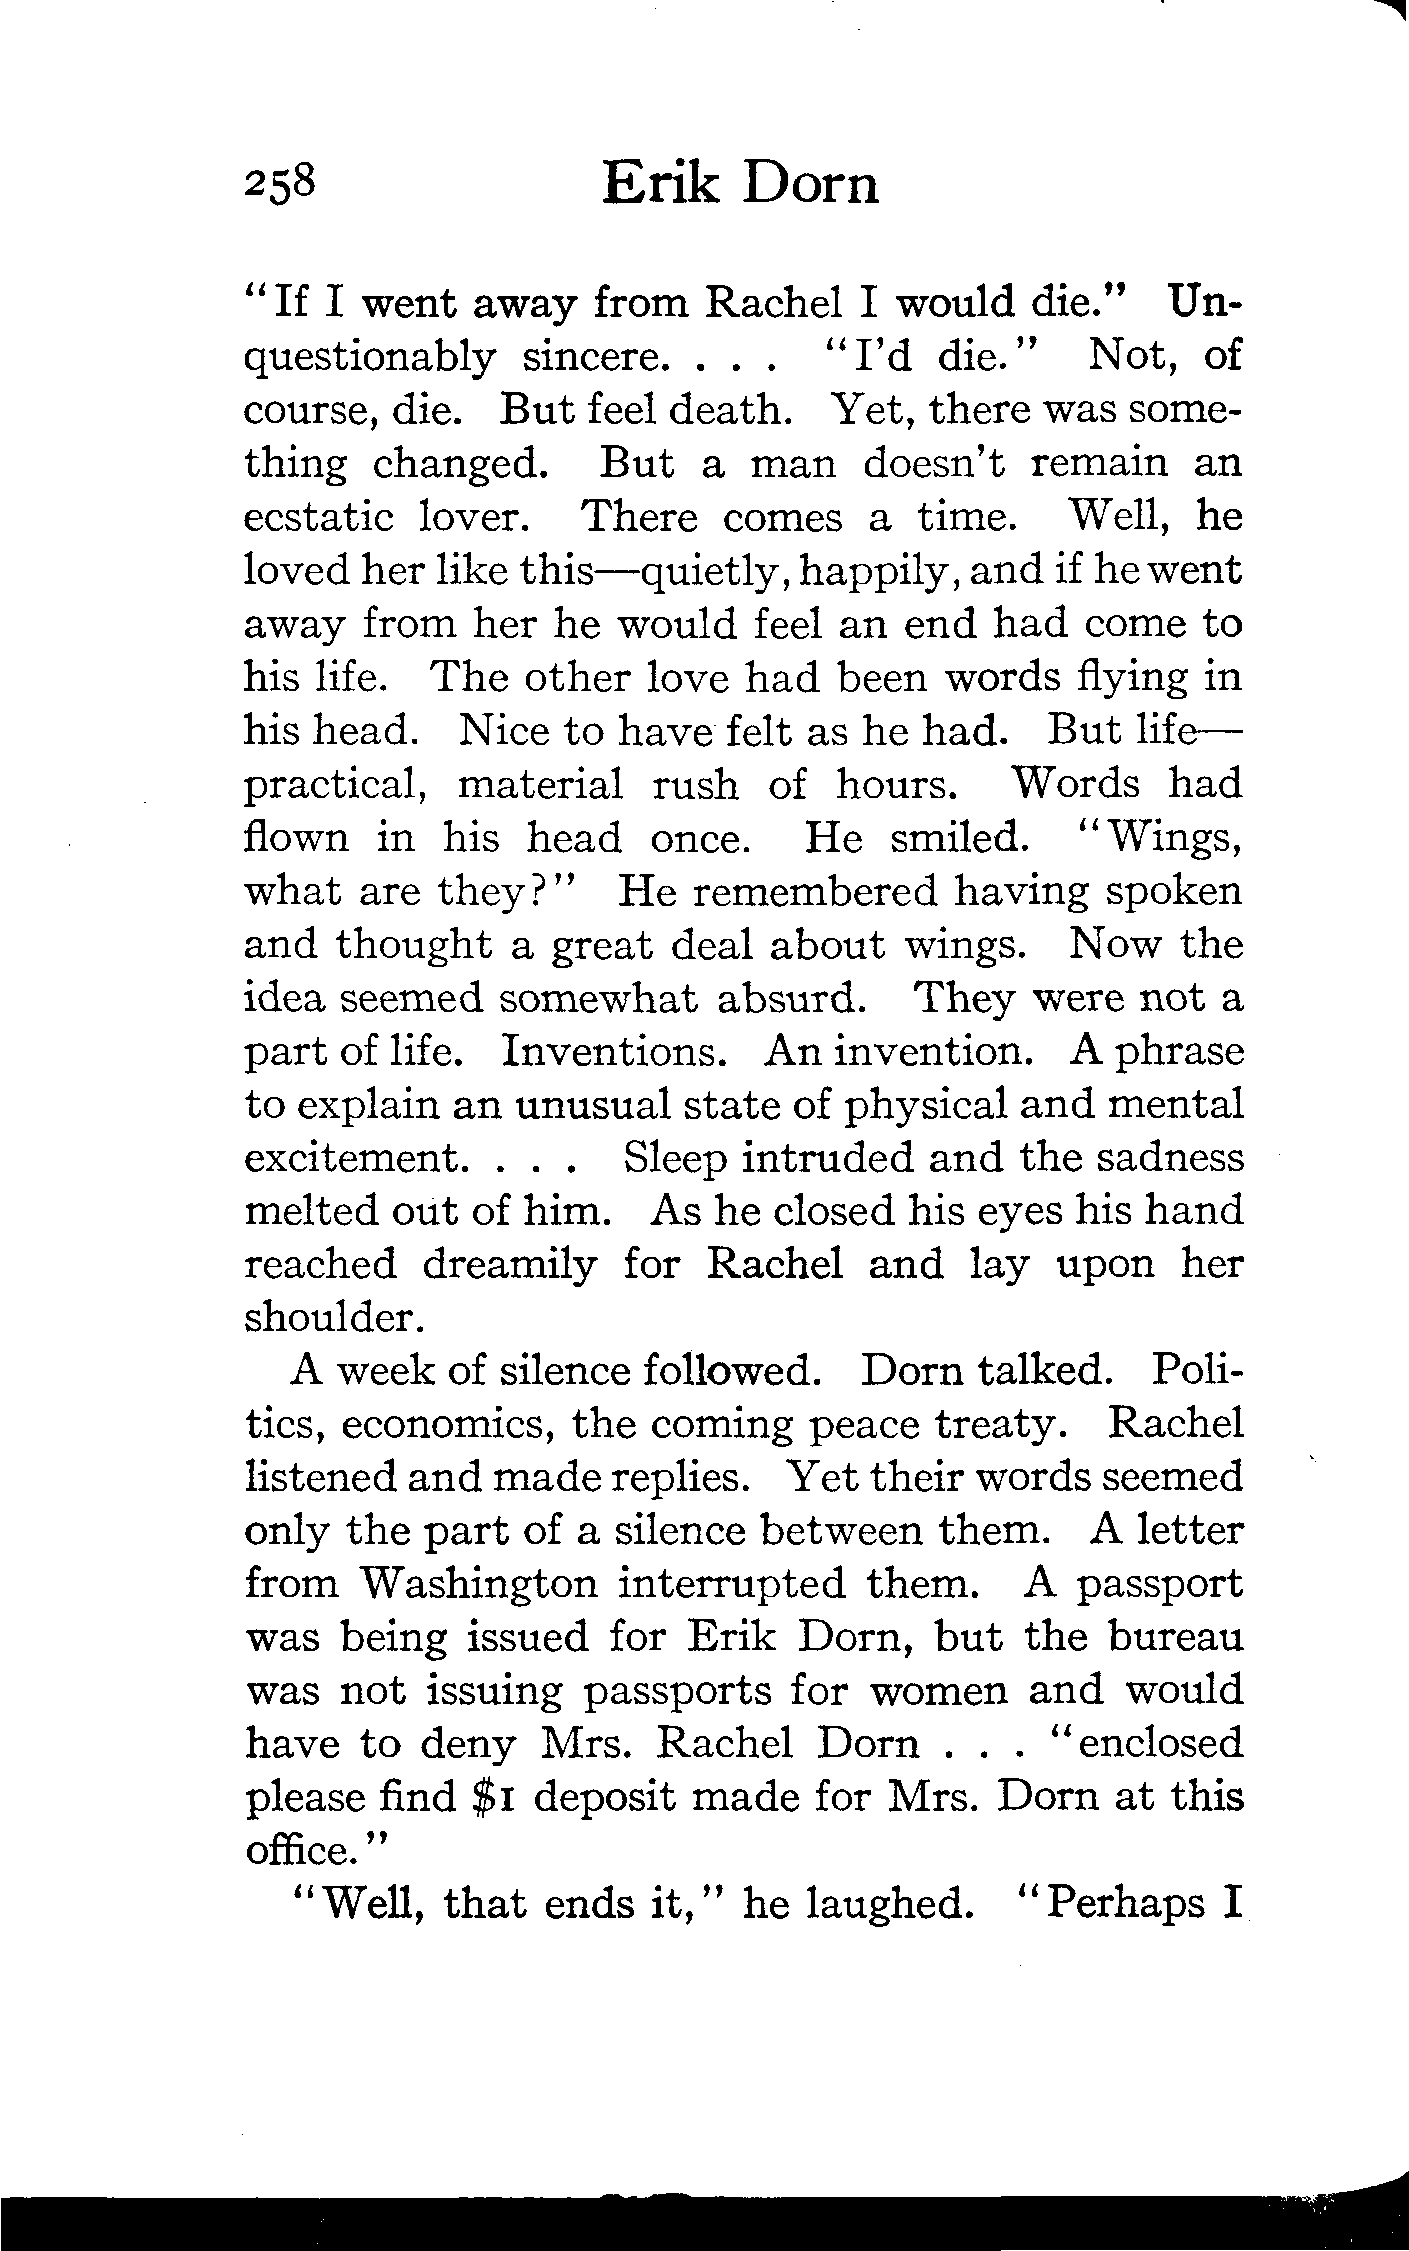 258 Erik Dorn
"If I went away from Rachel I would die." Un-
questionably sincere. . . . "I'd die." Not, of
course, die. But feel death. Yet, there was some-
thing changed. But a man doesn't remain an
ecstatic lover. There comes a time. Well, he
loved her like this—quietly, happily, and if he went
away from her he would feel an end had come to
his life. The other love had been words flying in
his head. Nice to have felt as he had. But life—
practical, material rush of hours. Words had
flown in his head once. He smiled. "Wings,
what are they?" He remembered having spoken
and thought a great deal about wings. Now the
idea seemed somewhat absurd. They were not a
part of life. Inventions. An invention. A phrase
to explain an unusual state of physical and mental
excitement. . . . Sleep intruded and the sadness
melted out of him. As he closed his eyes his hand
reached dreamily for Rachel and lay upon her
shoulder.
A week of silence followed. Dorn talked. Poli-
tics, economics, the coming peace treaty. Rachel
listened and made replies. Yet their words seemed
only the part of a silence between them. A letter
from Washington interrupted them. A passport
was being issued for Erik Dorn, but the bureau
was not issuing passports for women and would
have to deny Mrs. Rachel Dorn . . . "enclosed
please find $1 deposit made for Mrs. Dorn at this
office."
"Well, that ends it," he laughed. "Perhaps I